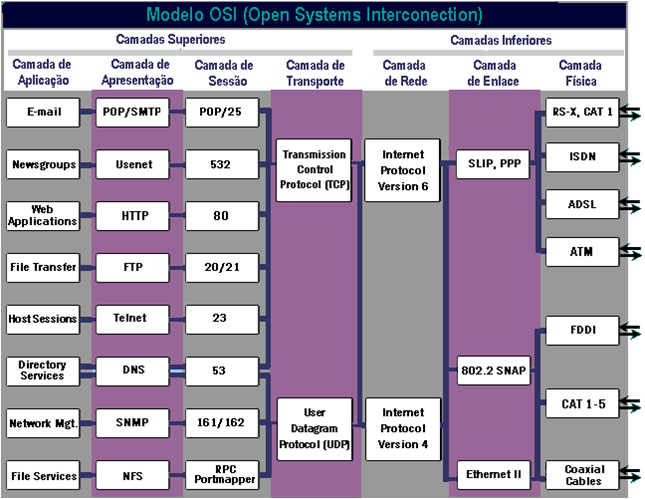 Modelo OSI (Open Systems Interconection)
Camadas Superiores
Camadas Inferiores
Camada de
Aplicação
Camada de
Apresentação
Camada de
Sessão
Camada de
Transporte
Camada
de Rede
Camada
de Enlace
Camada
Física
E-mail
POP/SMTP
POP/25
RS-X, CAT 1
Newsgroups
Usenet
532
Transmission
Control
Protocol (TCP)
Internet
Protocol
Version 6
SLIP, PPP
ISDN
Web
Applications
HTTP
80
ADSL
File Transfer
FTP
20/21
ATM
Host Sessions
Telnet
23
FDDI
Directory
Services
DNS
53
802.2 SNAP
CAT 1-5
Network Mgt.
SNMP
161/162
User
Datagram
Protocol (UDP)
Internet
Protocol
Version 4
File Services
NFS
RPC
Portmapper
Ethernet II
Coaxial
Cables